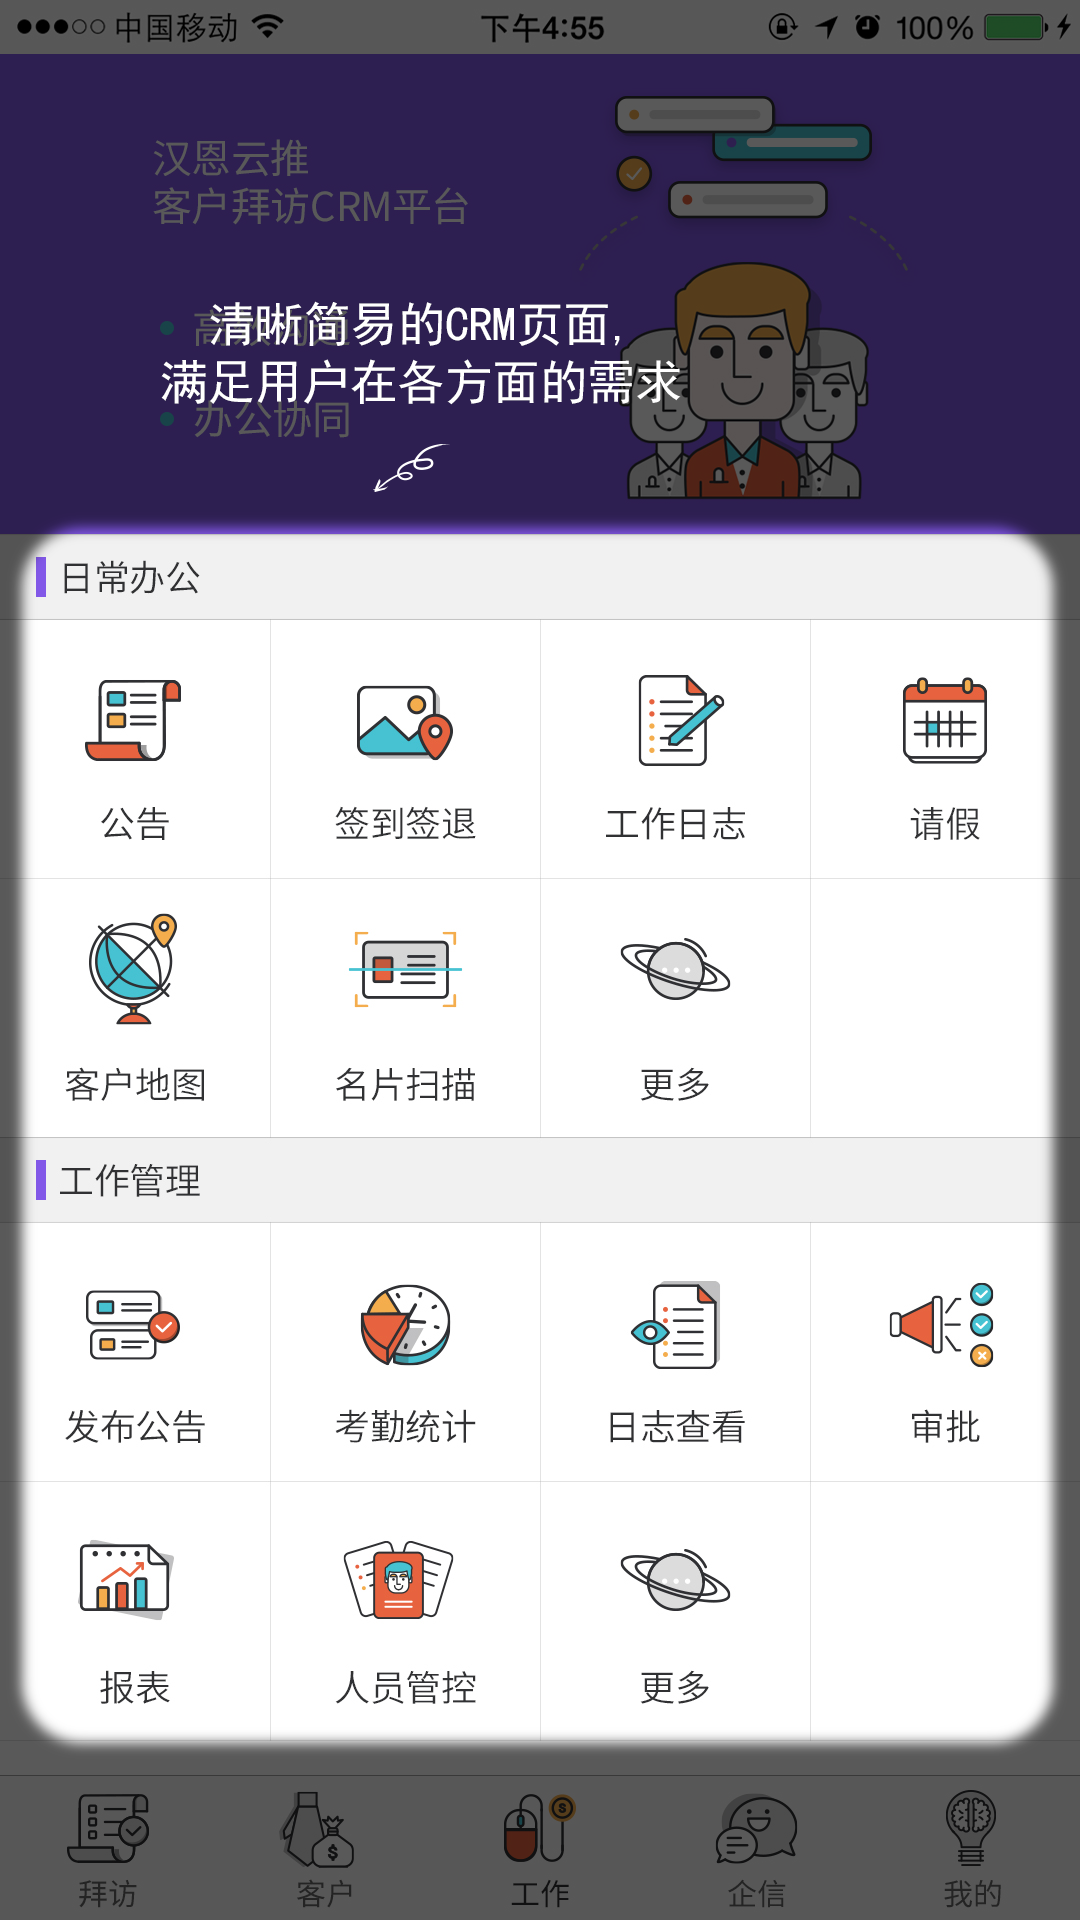 中国移动
下午4:55
100%
汉恩云推
客户拜访CRM平台
清晰简易的CRM页面,
满足用户在各方面的需求
办公协同
日常办公
公告
签到签退
工作日志
请假
客户地图
名片扫描
更多
工作管理
发布公告
考勤统计
日志查看
审批
报表
人员管控
更多
拜访
客户
工作
企信
我的